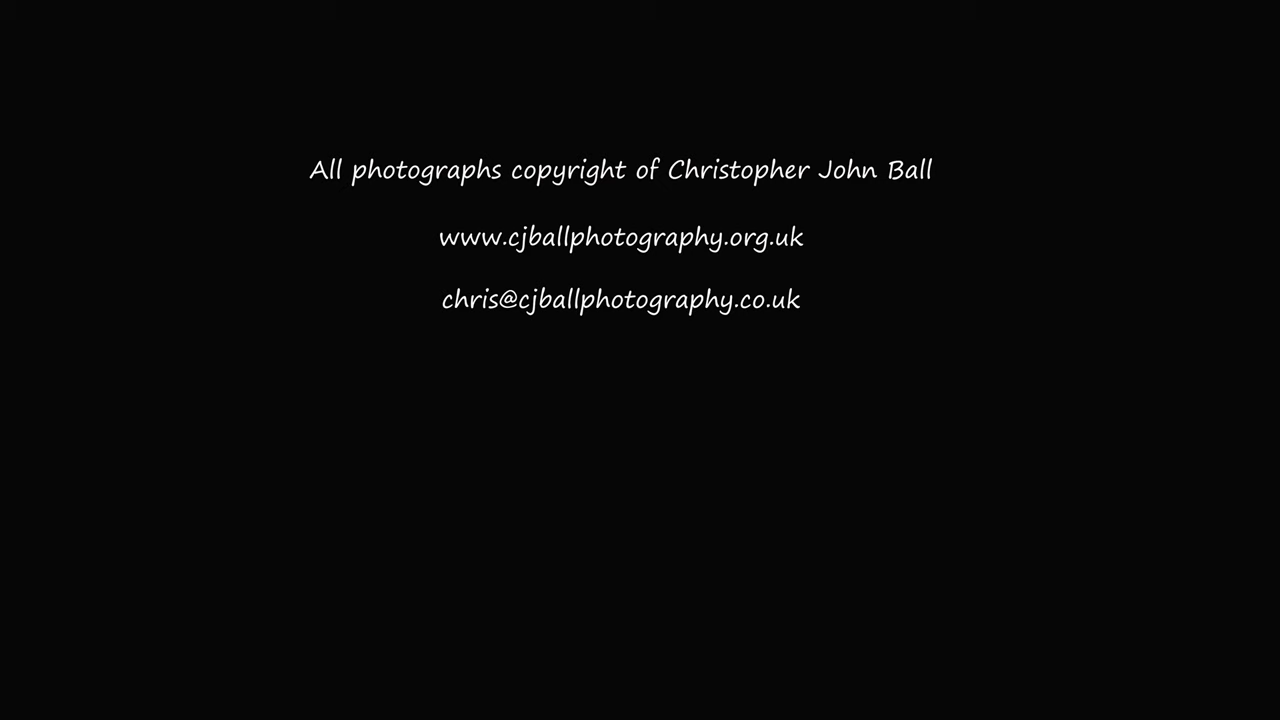 All photographs copyright of Christopher John Ball
www.cjballphotography.org.uk
chris@cjballphotography.co.uk